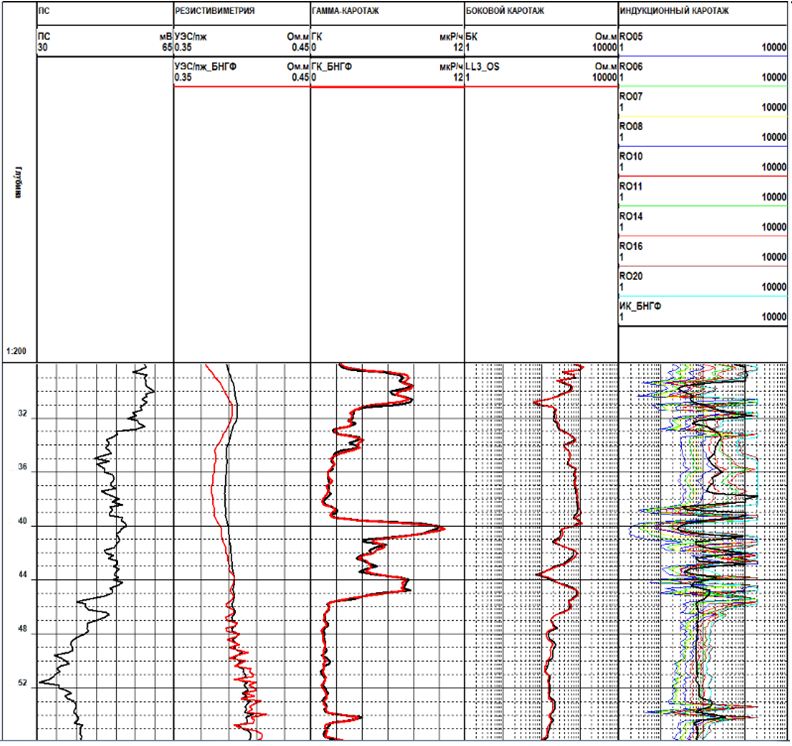 ПС РЕЗИСТИВИМЕТРИЯ ГАММА-КАРОТАЖ БОКОВОЙ КАРОТАЖ ИНДУКЦИОННЫЙ КАРОТАЖ
ПС мВ УЭС/пж Ом.м ГК мкР/ч БК Ом.м RO05
30 65 0.35 0.45 0 12 1 10000 1 10000
УЭС/пж_БНГФ Ом.м ГК_БНГФ мкР/ч LL3_OS Ом.м RO06
0.35 0.45 0 12 1 10000 1 10000
RO07
1 10000
RO08
1 10000
RO10
1 10000
RO11
1 10000
RO14
1 10000
RO16
1 10000
RO20
1 10000
ИК_БНГФ
1 10000
Глубина
1:200
32
36
40
44
48
52